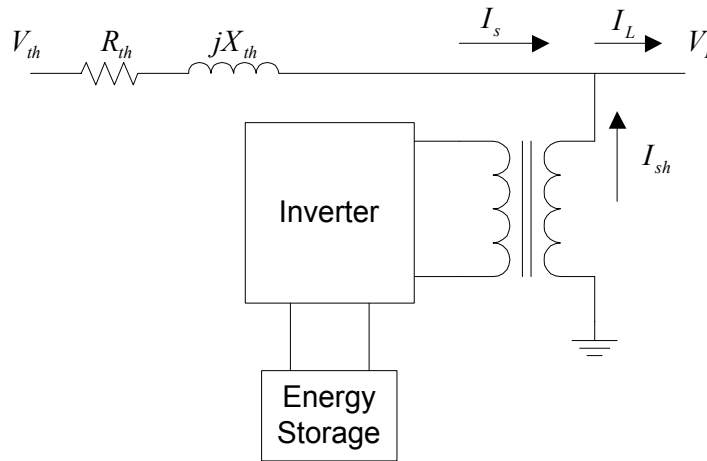 V_th
R_th
jX_th
I_s
I_L
V
I_sh
Inverter
Energy
Storage